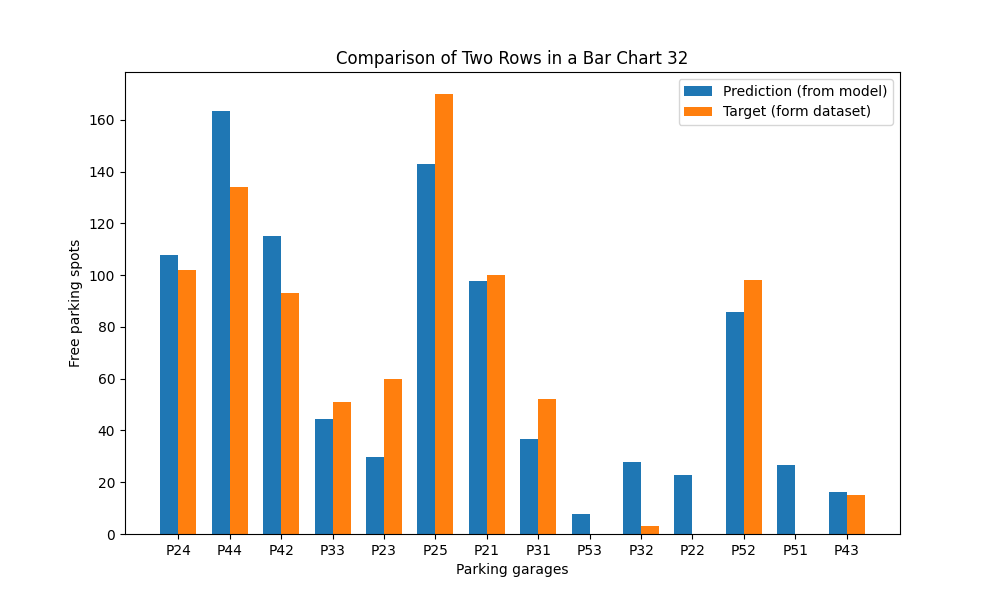 Comparison of Two Rows in a Bar Chart 32
Prediction (from model)
Target (form dataset)
Free parking spots
160
140
120
100
80
60
40
20
0
P24 P44 P42 P33 P23 P25 P21 P31 P53 P32 P22 P52 P51 P43
Parking garages